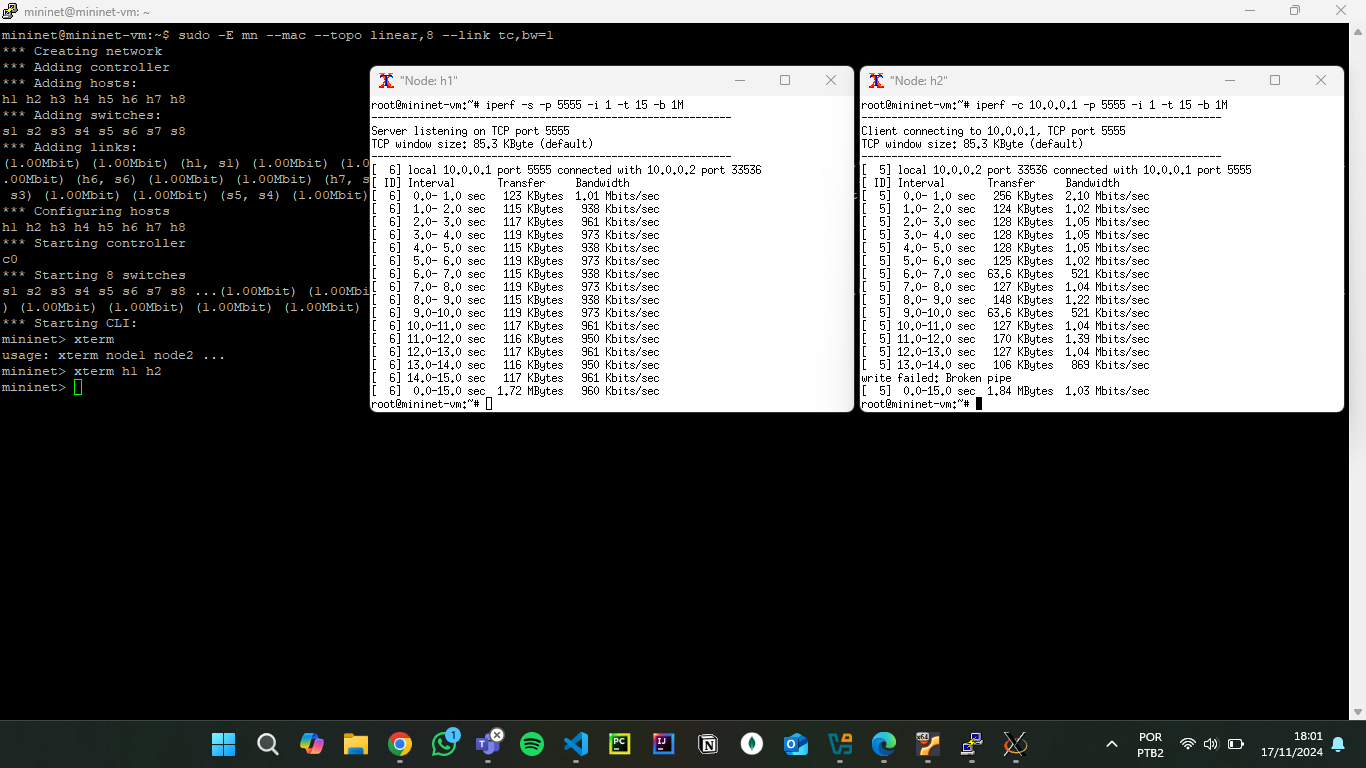 mininet@mininet-vm: ~
mininet@mininet-vm:~$ sudo -E mn --mac --topo linear,8 --link tc,bw=1
*** Creating network
*** Adding controller
*** Adding hosts:
h1 h2 h3 h4 h5 h6 h7 h8
*** Adding switches:
s1 s2 s3 s4 s5 s6 s7 s8
*** Adding links:
(1.00Mbit) (1.00Mbit) (h1, s1) (1.00Mbit) (1.0
.00Mbit) (h6, s6) (1.00Mbit) (1.00Mbit) (h7, s
s3) (1.00Mbit) (1.00Mbit) (s5, s4) (1.00Mbit)
*** Configuring hosts
h1 h2 h3 h4 h5 h6 h7 h8
*** Starting controller
c0
*** Starting 8 switches
s1 s2 s3 s4 s5 s6 s7 s8 ...(1.00Mbit) (1.00Mbi
) (1.00Mbit) (1.00Mbit) (1.00Mbit) (1.00Mbit)
*** Starting CLI:
mininet> xterm
usage: xterm node1 node2 ...
mininet> xterm h1 h2
mininet>
"Node: h1"
root@mininet-vm:~# iperf -s -p 5555 -i 1 -t 15 -b 1M
------------------------------------------------------------
Server listening on TCP port 5555
TCP window size: 85.3 KByte (default)
------------------------------------------------------------
[  6] local 10.0.0.1 port 5555 connected with 10.0.0.2 port 33536
[ ID] Interval       Transfer     Bandwidth
[  6]  0.0- 1.0 sec   123 KBytes  1.01 Mbits/sec
[  6]  1.0- 2.0 sec   115 KBytes   938 Kbits/sec
[  6]  2.0- 3.0 sec   117 KBytes   961 Kbits/sec
[  6]  3.0- 4.0 sec   119 KBytes   973 Kbits/sec
[  6]  4.0- 5.0 sec   115 KBytes   938 Kbits/sec
[  6]  5.0- 6.0 sec   119 KBytes   973 Kbits/sec
[  6]  6.0- 7.0 sec   115 KBytes   938 Kbits/sec
[  6]  7.0- 8.0 sec   119 KBytes   973 Kbits/sec
[  6]  8.0- 9.0 sec   115 KBytes   938 Kbits/sec
[  6]  9.0-10.0 sec   119 KBytes   973 Kbits/sec
[  6] 10.0-11.0 sec   117 KBytes   961 Kbits/sec
[  6] 11.0-12.0 sec   116 KBytes   950 Kbits/sec
[  6] 12.0-13.0 sec   117 KBytes   961 Kbits/sec
[  6] 13.0-14.0 sec   116 KBytes   950 Kbits/sec
[  6] 14.0-15.0 sec   117 KBytes   961 Kbits/sec
[  6]  0.0-15.0 sec  1.72 MBytes   960 Kbits/sec
root@mininet-vm:~#
"Node: h2"
root@mininet-vm:~# iperf -c 10.0.0.1 -p 5555 -i 1 -t 15 -b 1M
------------------------------------------------------------
Client connecting to 10.0.0.1, TCP port 5555
TCP window size: 85.3 KByte (default)
------------------------------------------------------------
[  5] local 10.0.0.2 port 33536 connected with 10.0.0.1 port 5555
[ ID] Interval       Transfer     Bandwidth
[  5]  0.0- 1.0 sec   256 KBytes  2.10 Mbits/sec
[  5]  1.0- 2.0 sec   124 KBytes  1.02 Mbits/sec
[  5]  2.0- 3.0 sec   128 KBytes  1.05 Mbits/sec
[  5]  3.0- 4.0 sec   128 KBytes  1.05 Mbits/sec
[  5]  4.0- 5.0 sec   128 KBytes  1.05 Mbits/sec
[  5]  5.0- 6.0 sec   125 KBytes  1.02 Mbits/sec
[  5]  6.0- 7.0 sec  63.6 KBytes   521 Kbits/sec
[  5]  7.0- 8.0 sec   127 KBytes  1.04 Mbits/sec
[  5]  8.0- 9.0 sec   148 KBytes  1.22 Mbits/sec
[  5]  9.0-10.0 sec  63.6 KBytes   521 Kbits/sec
[  5] 10.0-11.0 sec   127 KBytes  1.04 Mbits/sec
[  5] 11.0-12.0 sec   170 KBytes  1.39 Mbits/sec
[  5] 12.0-13.0 sec   127 KBytes  1.04 Mbits/sec
[  5] 13.0-14.0 sec   106 KBytes   869 Kbits/sec
write failed: Broken pipe
[  5]  0.0-15.0 sec  1.84 MBytes  1.03 Mbits/sec
root@mininet-vm:~#
1
PC
IJ
POR
PTB2
18:01
17/11/2024